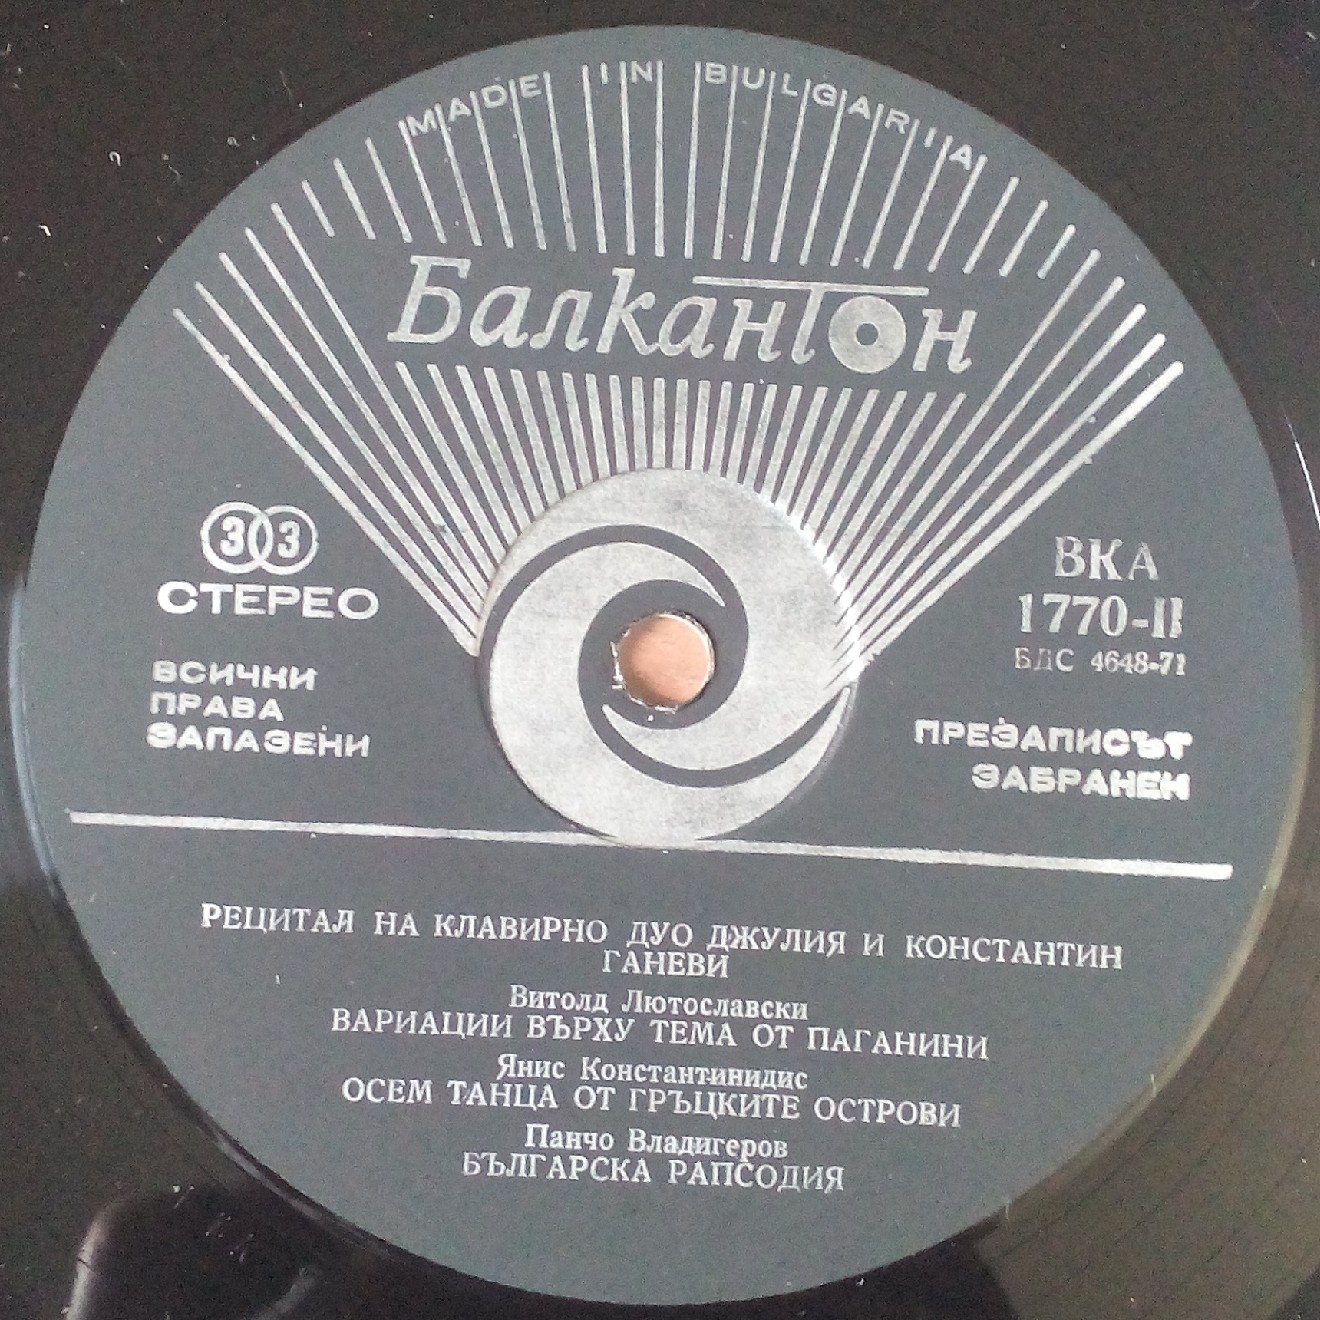 MADE IN BULGARIA
Балкантон
33
СТЕРЕО
ВСИЧКИ
ПРАВА
ЗАПАЗЕНИ
ВКА
1770-II
БДС 4648-71
ПРЕЗАПИСЪТ
ЗАБРАНЕН
РЕЦИТАЛ НА КЛАВИРНО ДУО ДЖУЛИЯ И КОНСТАНТИН
ГАНЕВИ
Витолд Лютославски
ВАРИАЦИИ ВЪРХУ ТЕМА ОТ ПАГАНИНИ
Янис Константинидис
ОСЕМ ТАНЦА ОТ ГРЪЦКИТЕ ОСТРОВИ
Панчо Владигеров
БЪЛГАРСКА РАПСОДИЯ